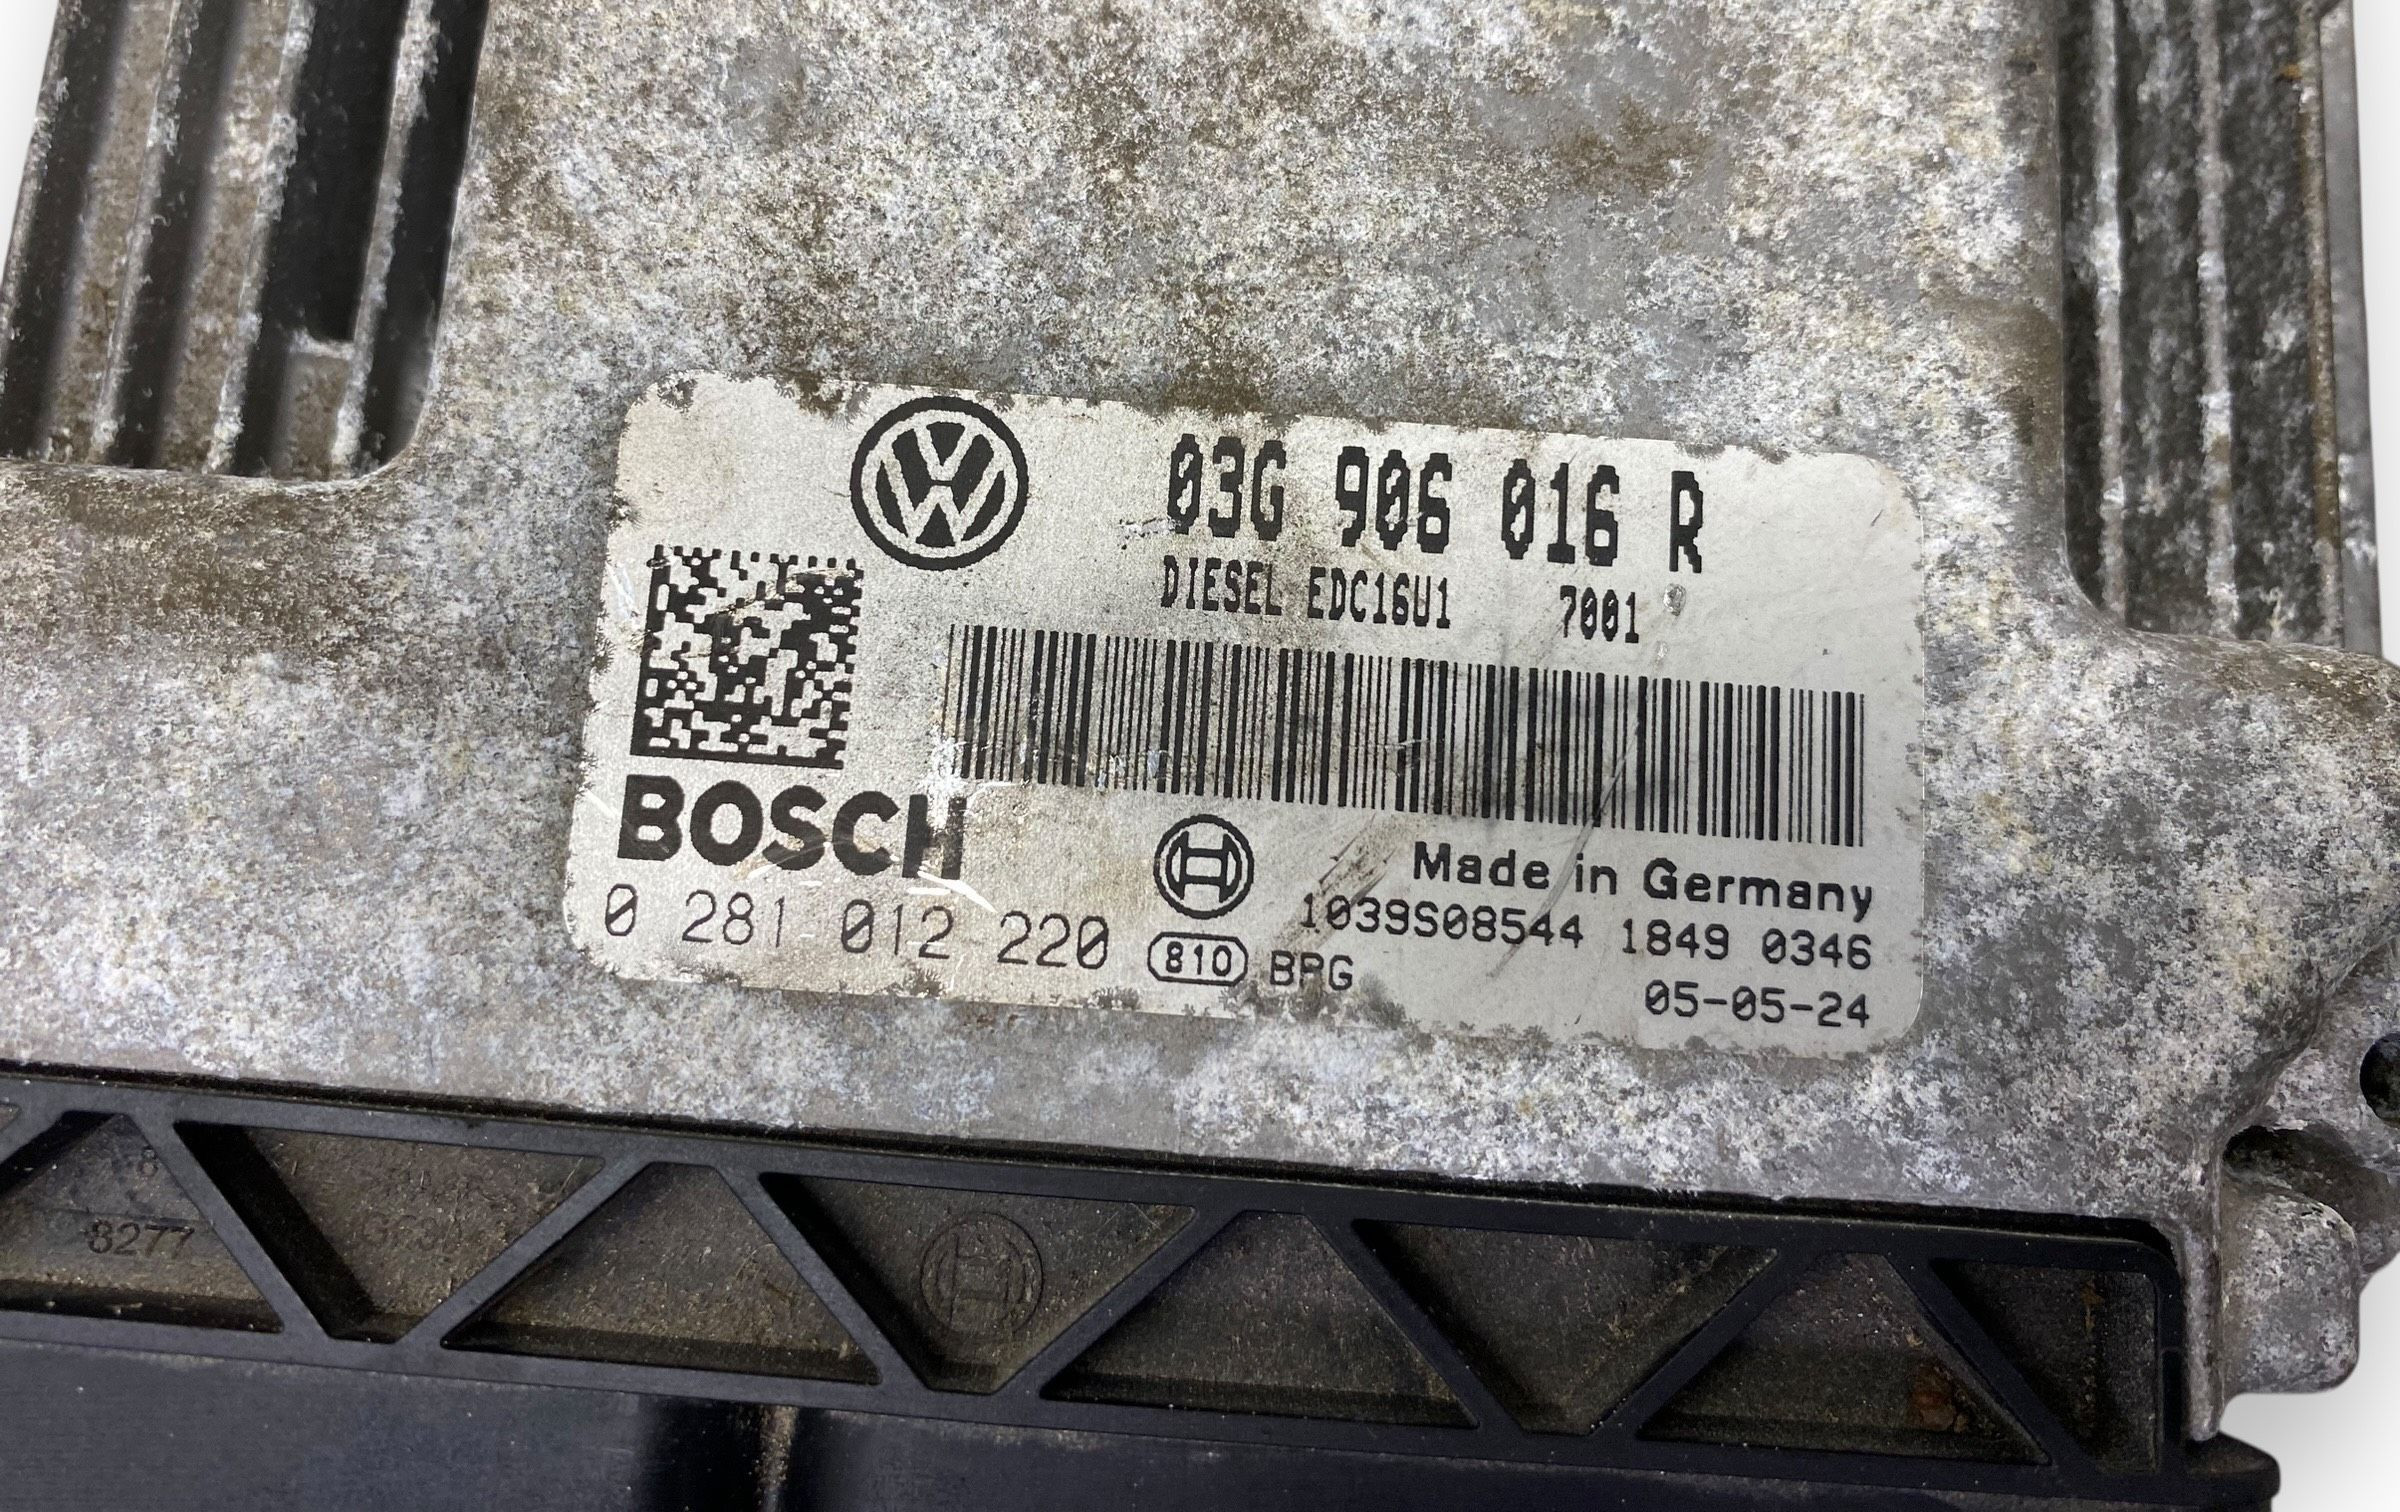 03G 906 016 R
DIESEL EDC16U1 7001
BOSCH
Made in Germany
0 281 012 220
1039S08544 1849 0346
810 BPG
05-05-24
8277